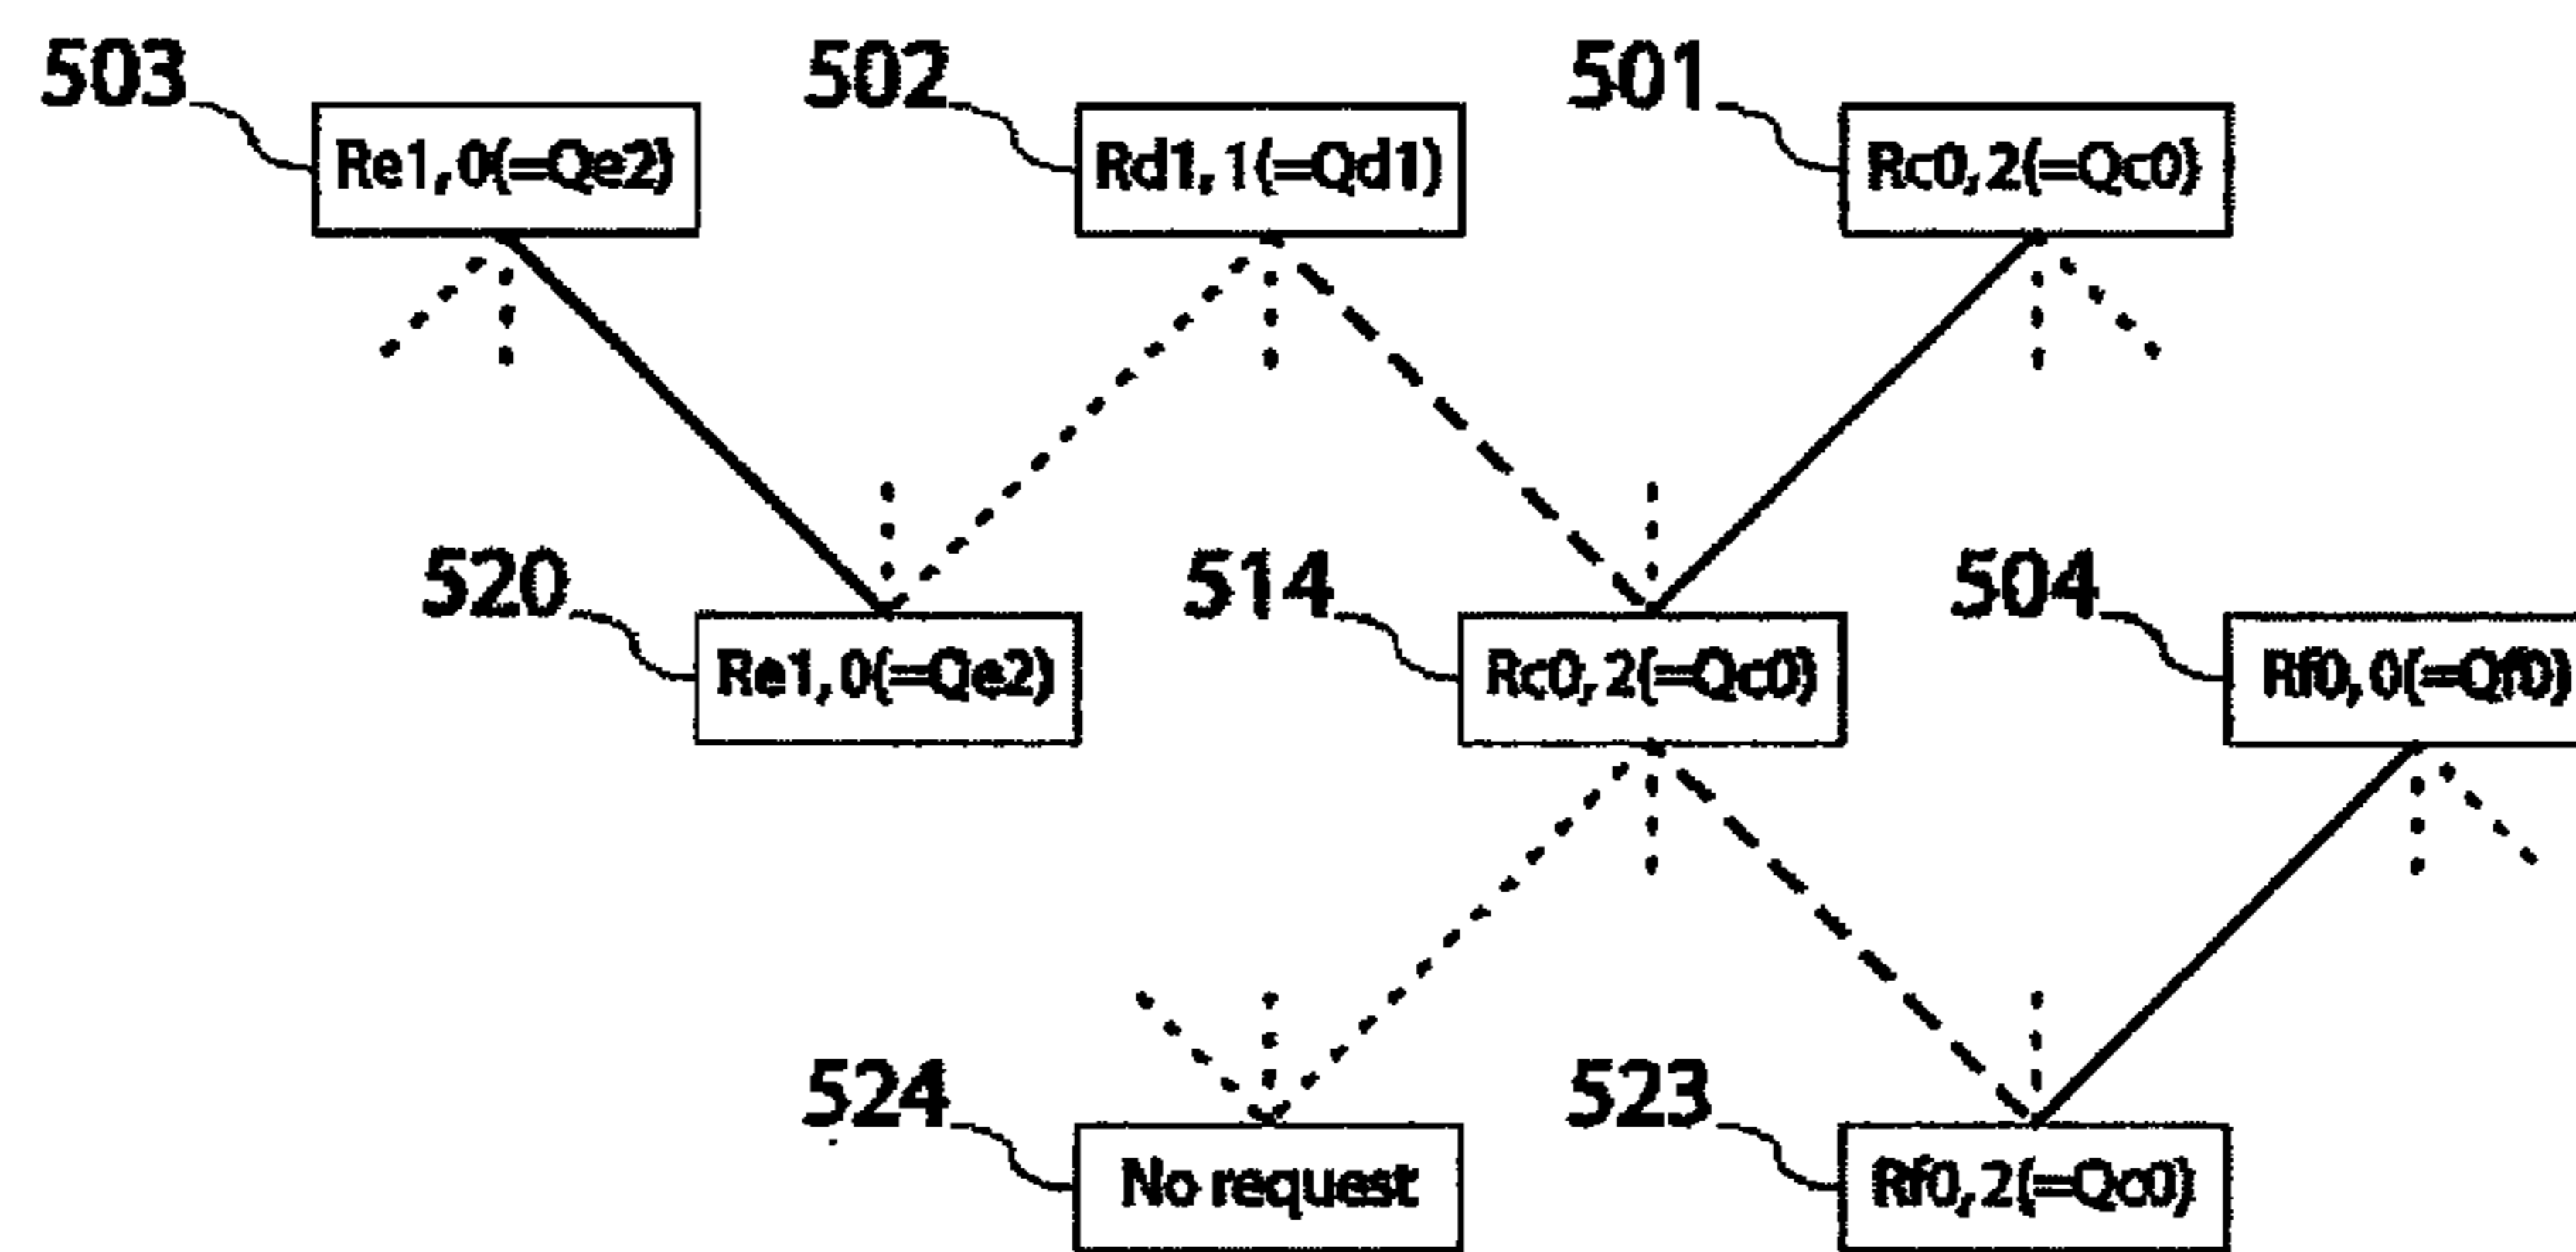 503
502
501
Re1,0(=Qe2)
Rd1,1(=Qd1)
Rc0,2(=Qc0)
520
514
504
Re1,0(=Qe2)
Rc0,2(=Qc0)
Rf0,0(=Qf0)
524
523
No request
Rf0,2(=Qc0)